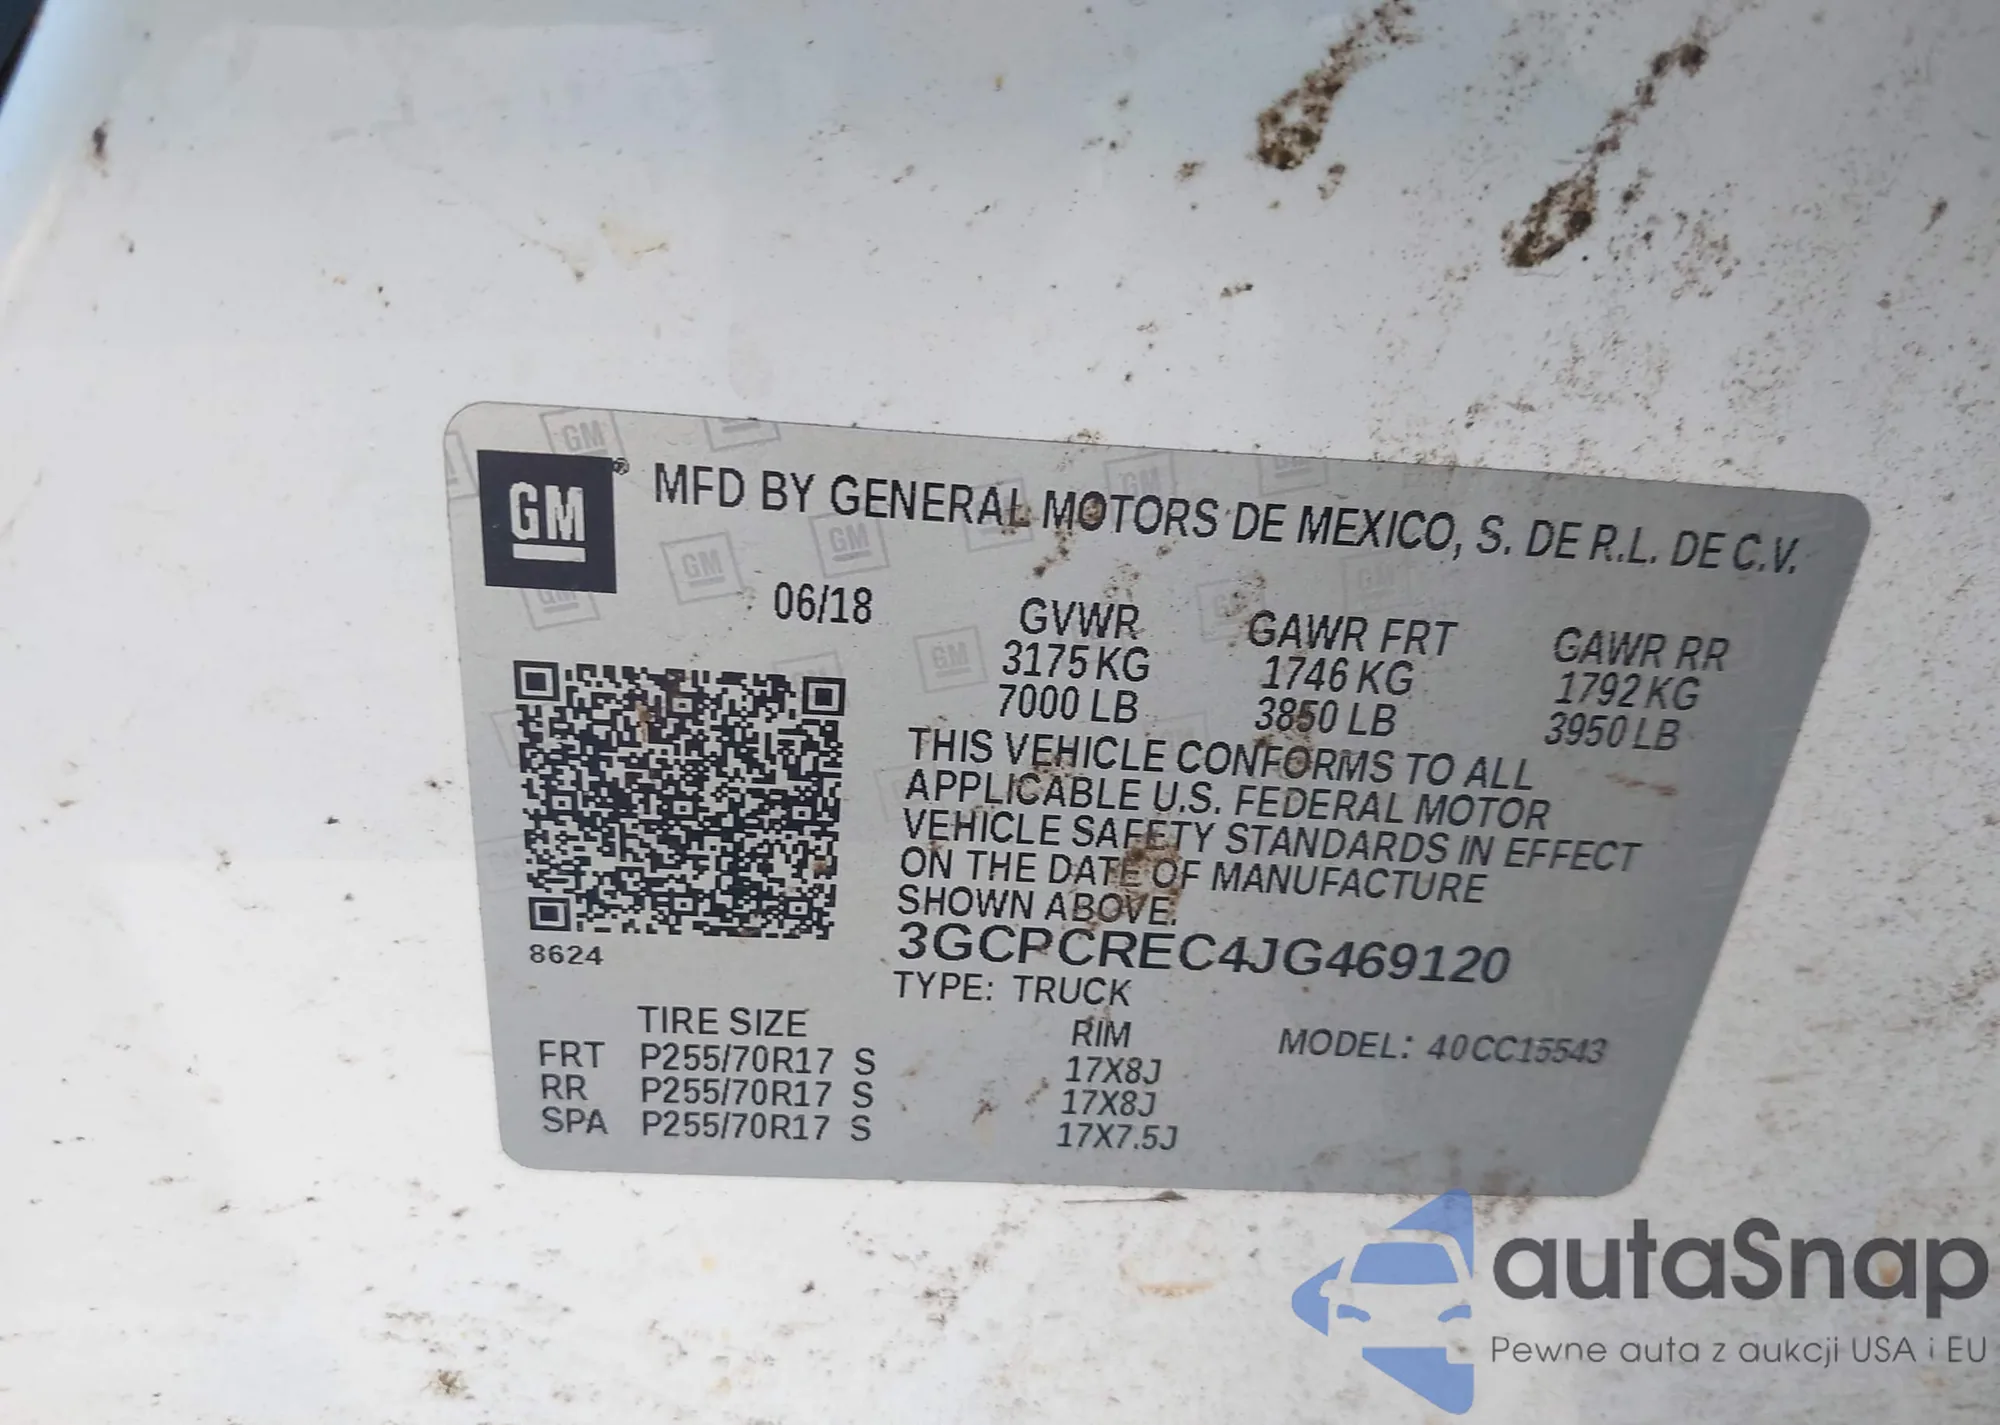 GM
MFD BY GENERAL MOTORS DE MEXICO, S. DE R.L. DE C.V.
06/18
GVWR GAWR FRT GAWR RR
3175 KG 1746 KG 1792 KG
7000 LB 3850 LB 3950 LB
THIS VEHICLE CONFORMS TO ALL
APPLICABLE U.S. FEDERAL MOTOR
VEHICLE SAFETY STANDARDS IN EFFECT
ON THE DATE OF MANUFACTURE
SHOWN ABOVE.
8624
3GCPCREC4JG469120
TYPE: TRUCK
TIRE SIZE RIM MODEL: 40CC15543
FRT P255/70R17 S 17X8J
RR P255/70R17 S 17X8J
SPA P255/70R17 S 17X7.5J
autaSnap
Pewne auta z aukcji USA i EU